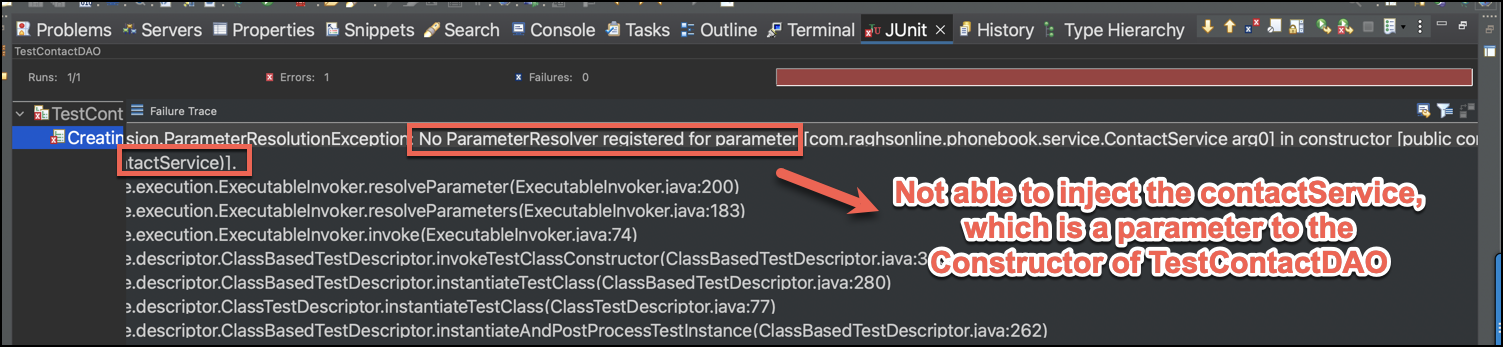 Problems Servers Properties Snippets Search Console Tasks Outline Terminal JUnit History Type Hierarchy
TestContactDAO
Runs: 1/1 Errors: 1 Failures: 0
TestCont Failure Trace
Creatin sion.ParameterResolutionException: No ParameterResolver registered for parameter [com.raghsonline.phonebook.service.ContactService arg0] in constructor [public con
ntactService)].
e.execution.ExecutableInvoker.resolveParameter(ExecutableInvoker.java:200)
e.execution.ExecutableInvoker.resolveParameters(ExecutableInvoker.java:183)
e.execution.ExecutableInvoker.invoke(ExecutableInvoker.java:74)
e.descriptor.ClassBasedTestDescriptor.invokeTestClassConstructor(ClassBasedTestDescriptor.java:3
e.descriptor.ClassBasedTestDescriptor.instantiateTestClass(ClassBasedTestDescriptor.java:280)
e.descriptor.ClassTestDescriptor.instantiateTestClass(ClassTestDescriptor.java:77)
e.descriptor.ClassBasedTestDescriptor.instantiateAndPostProcessTestInstance(ClassBasedTestDescriptor.java:262)
Not able to inject the contactService,
which is a parameter to the
Constructor of TestContactDAO